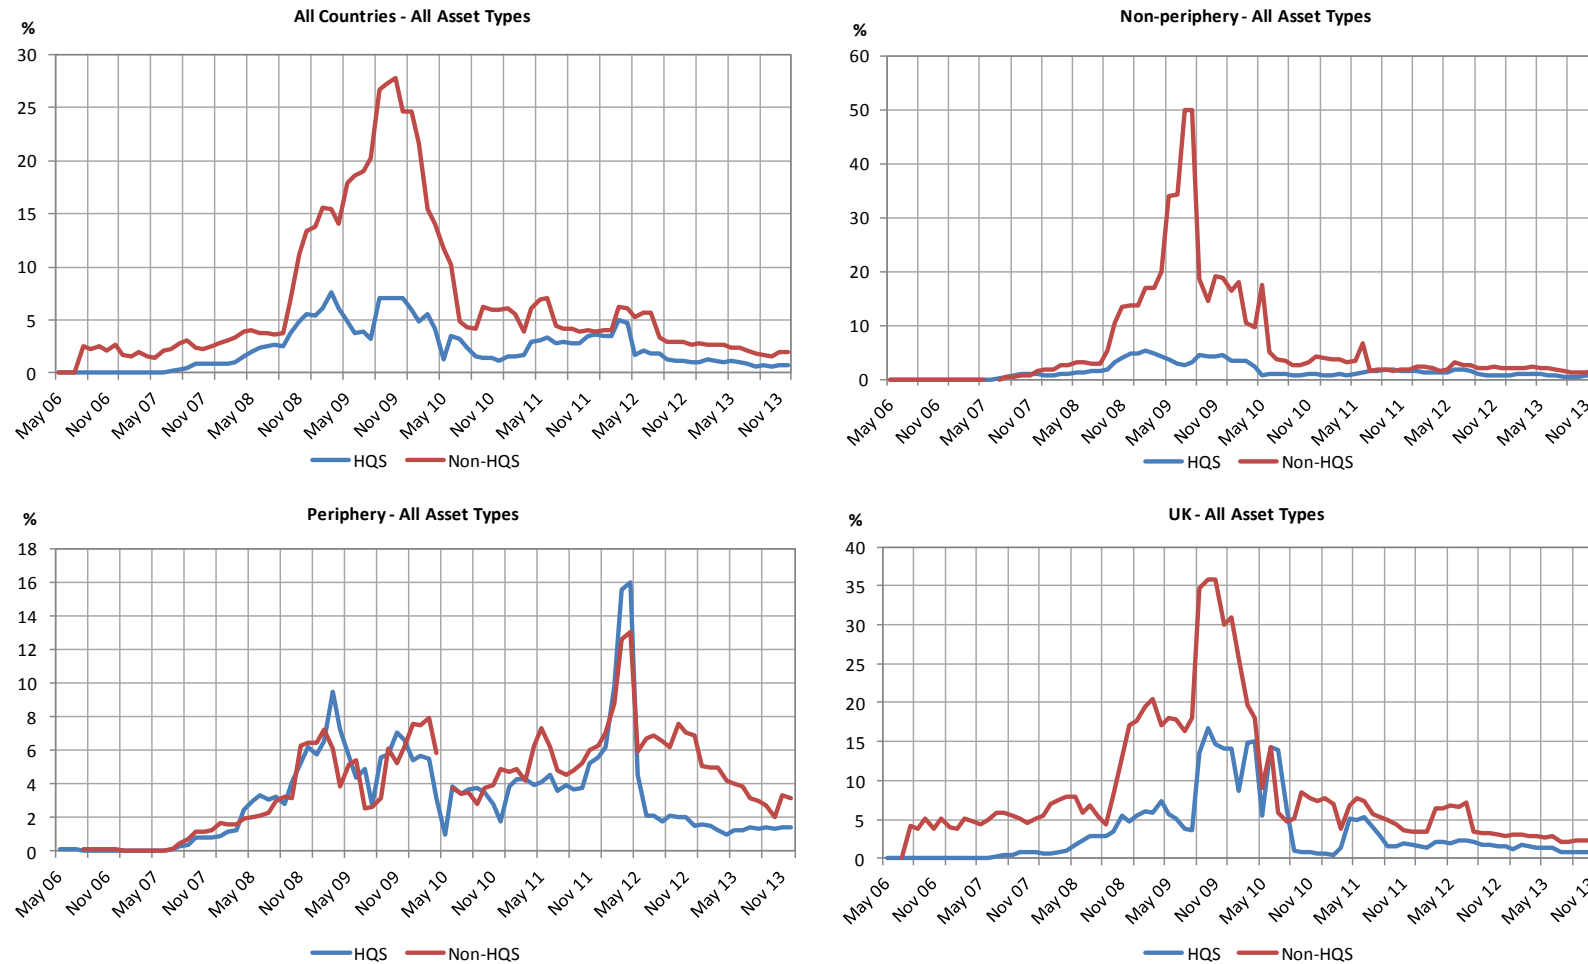 All Countries - All Asset Types
%
30
25
20
15
10
5
0
May 06
Nov 06
May 07
Nov 07
May 08
Nov 08
May 09
Nov 09
May 10
Nov 10
May 11
Nov 11
May 12
Nov 12
May 13
Nov 13
HQS Non-HQS
Non-periphery - All Asset Types
%
60
50
40
30
20
10
0
May 06
Nov 06
May 07
Nov 07
May 08
Nov 08
May 09
Nov 09
May 10
Nov 10
May 11
Nov 11
May 12
Nov 12
May 13
Nov 13
HQS Non-HQS
Periphery - All Asset Types
%
18
16
14
12
10
8
6
4
2
0
May 06
Nov 06
May 07
Nov 07
May 08
Nov 08
May 09
Nov 09
May 10
Nov 10
May 11
Nov 11
May 12
Nov 12
May 13
Nov 13
HQS Non-HQS
UK - All Asset Types
%
40
35
30
25
20
15
10
5
0
May 06
Nov 06
May 07
Nov 07
May 08
Nov 08
May 09
Nov 09
May 10
Nov 10
May 11
Nov 11
May 12
Nov 12
May 13
Nov 13
HQS Non-HQS